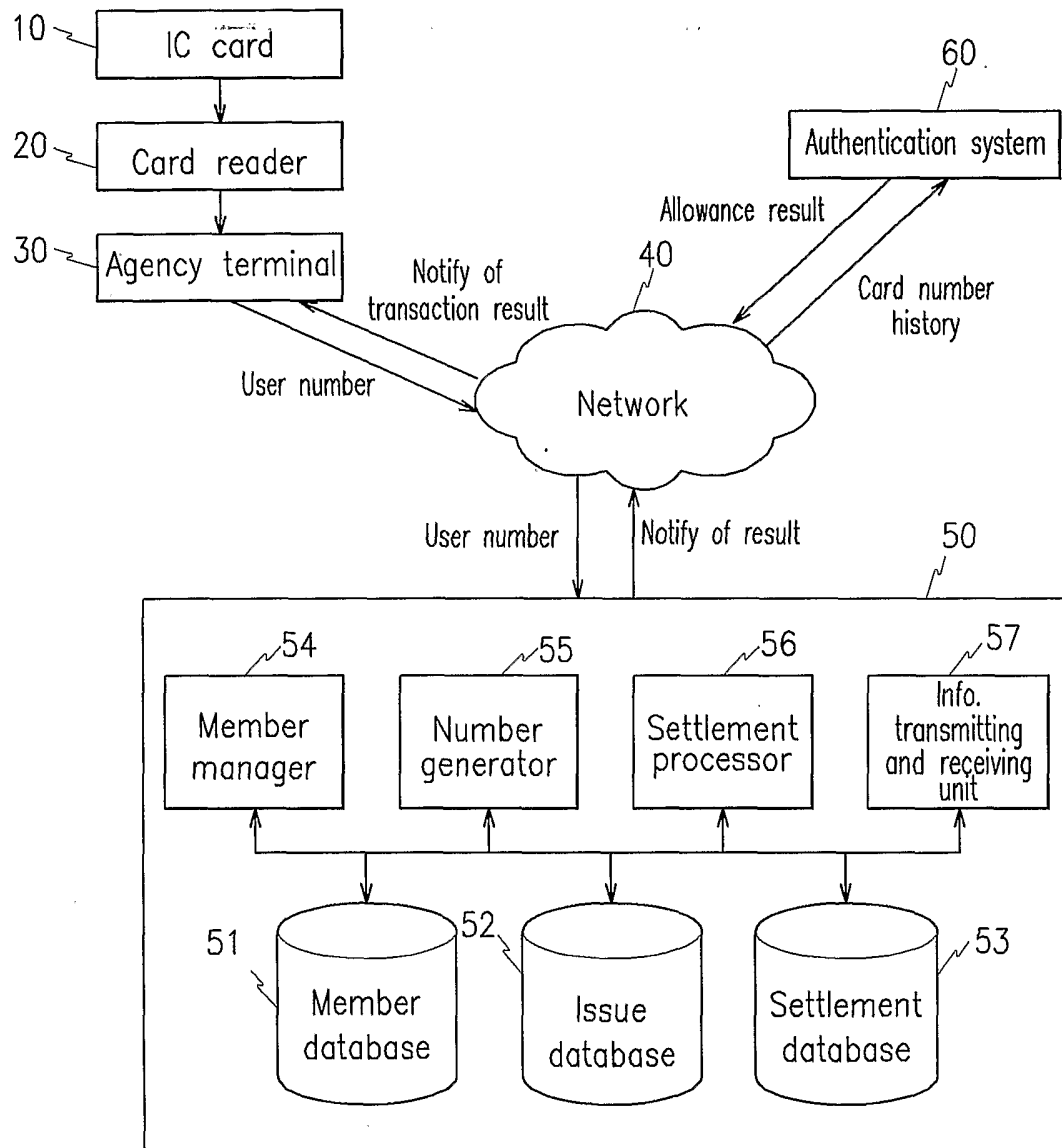 10
IC card
20
Card reader
30
Agency terminal
60
Authentication system
Allowance result
Card number
history
40
Notify of
transaction result
User number
Network
User number
Notify of result
50
54
Member
manager
55
Number
generator
56
Settlement
processor
57
Info.
transmitting
and receiving
unit
51
Member
database
52
Issue
database
53
Settlement
database